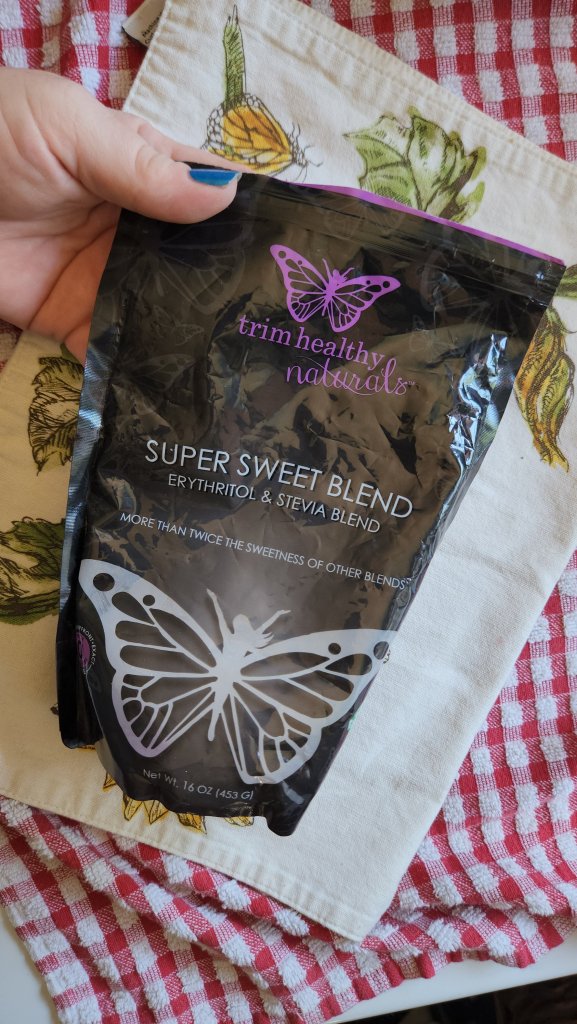 trim healthy
naturals™
SUPER SWEET BLEND
ERYTHRITOL & STEVIA BLEND
MORE THAN TWICE THE SWEETNESS OF OTHER BLENDS*
Net Wt. 16 OZ (453 G)